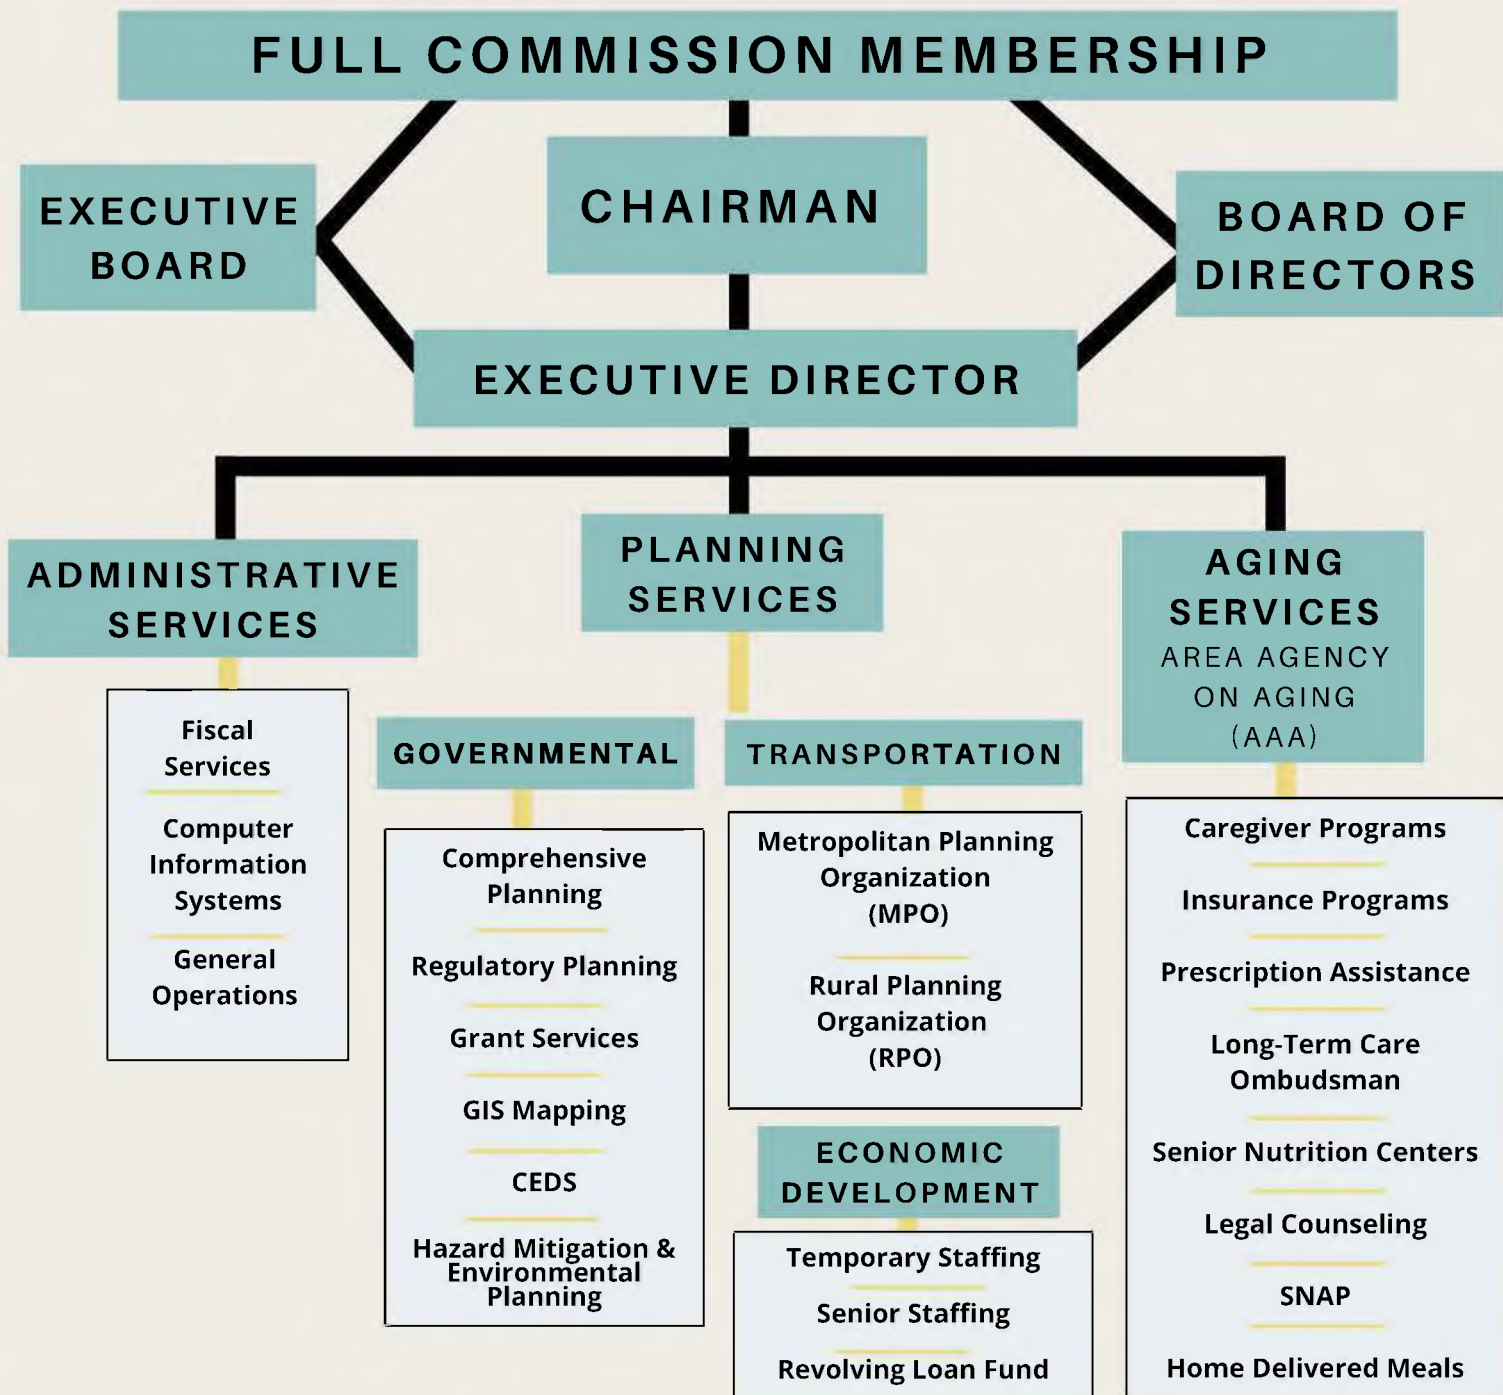 FULL COMMISSION MEMBERSHIP
EXECUTIVE
BOARD
CHAIRMAN
BOARD OF
DIRECTORS
EXECUTIVE DIRECTOR
ADMINISTRATIVE
SERVICES
Fiscal
Services
Computer
Information
Systems
General
Operations
PLANNING
SERVICES
GOVERNMENTAL
Comprehensive
Planning
Regulatory Planning
Grant Services
GIS Mapping
CEDS
Hazard Mitigation &
Environmental
Planning
TRANSPORTATION
Metropolitan Planning
Organization
(MPO)
Rural Planning
Organization
(RPO)
ECONOMIC
DEVELOPMENT
Temporary Staffing
Senior Staffing
Revolving Loan Fund
AGING
SERVICES
AREA AGENCY
ON AGING
(AAA)
Caregiver Programs
Insurance Programs
Prescription Assistance
Long-Term Care
Ombudsman
Senior Nutrition Centers
Legal Counseling
SNAP
Home Delivered Meals